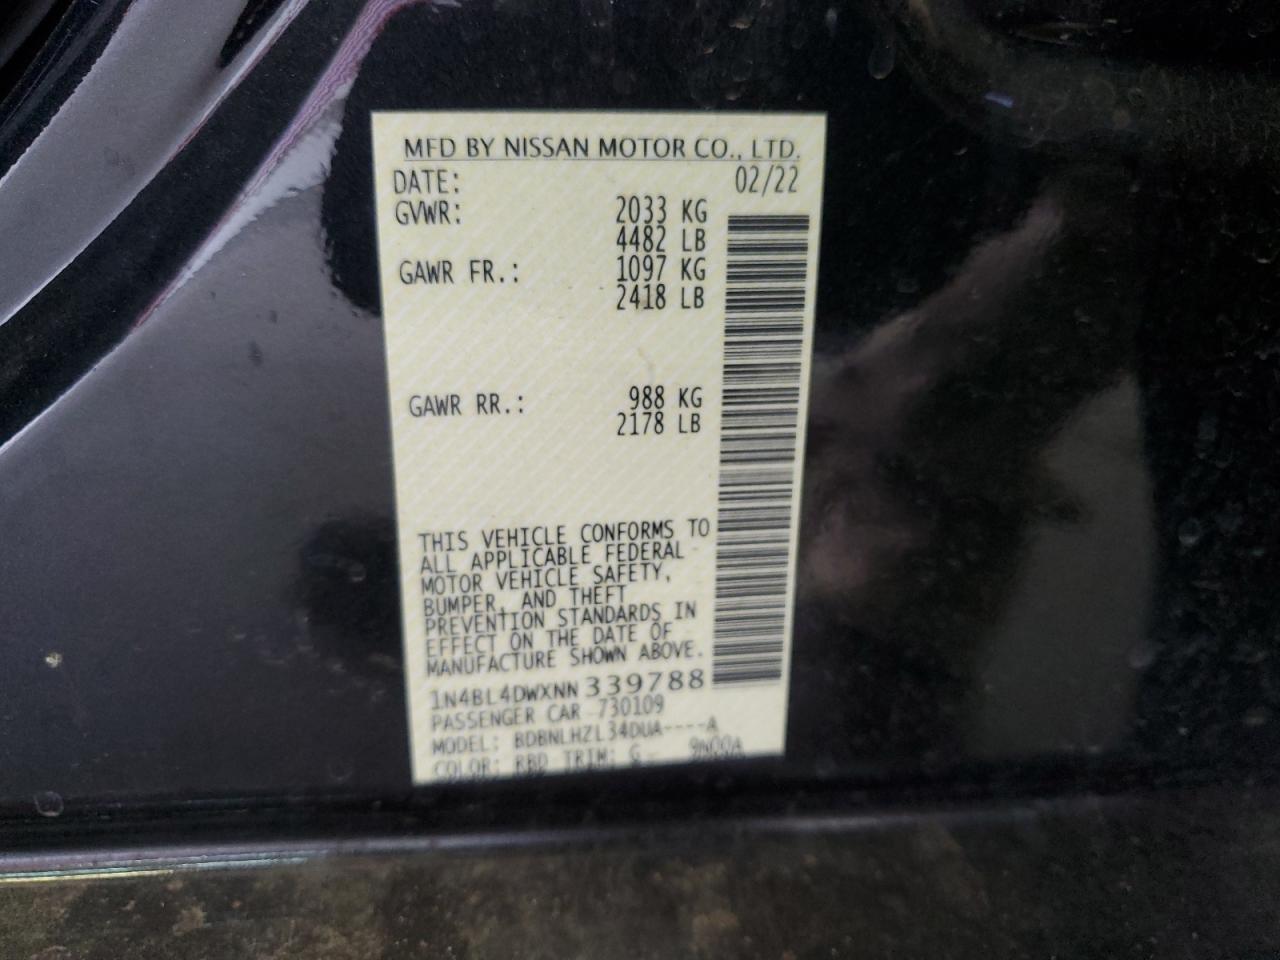 MFD BY NISSAN MOTOR CO., LTD.
DATE: 02/22
GVWR: 2033 KG
4482 LB
GAWR FR.: 1097 KG
2418 LB
GAWR RR.: 988 KG
2178 LB
THIS VEHICLE CONFORMS TO
ALL APPLICABLE FEDERAL
MOTOR VEHICLE SAFETY,
BUMPER, AND THEFT
PREVENTION STANDARDS IN
EFFECT ON THE DATE OF
MANUFACTURE SHOWN ABOVE.
1N4BL4DWXNN 339788
PASSENGER CAR 730109
MODEL: BDBNLHZL34DUA----A
COLOR: RBD TRIM: G 9N00A